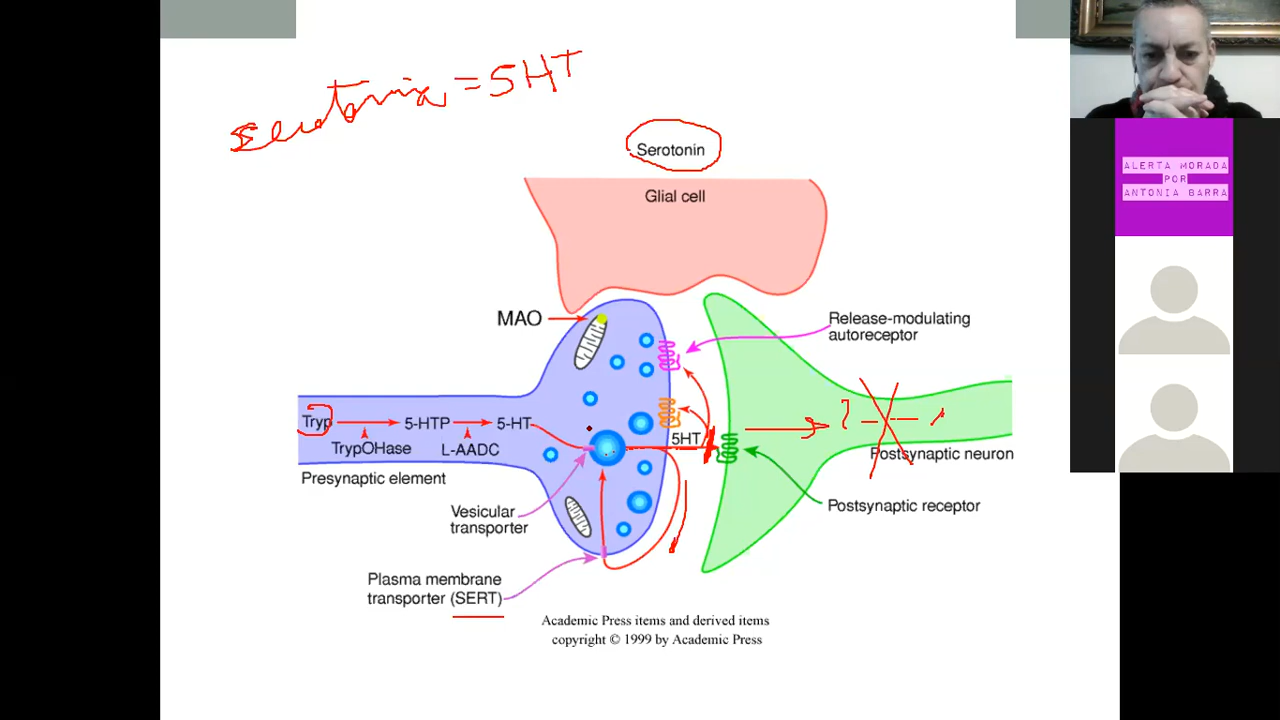 serotonina = 5HT
ALERTA MORADA
POR
ANTONIA BARRA
Serotonin
Glial cell
MAO
Release-modulating
autoreceptor
Tryp
5-HTP
5-HT
5HT
TrypOHase
L-AADC
Presynaptic element
Postsynaptic neuron
Vesicular
transporter
Postsynaptic receptor
Plasma membrane
transporter (SERT)
Academic Press items and derived items
copyright © 1999 by Academic Press